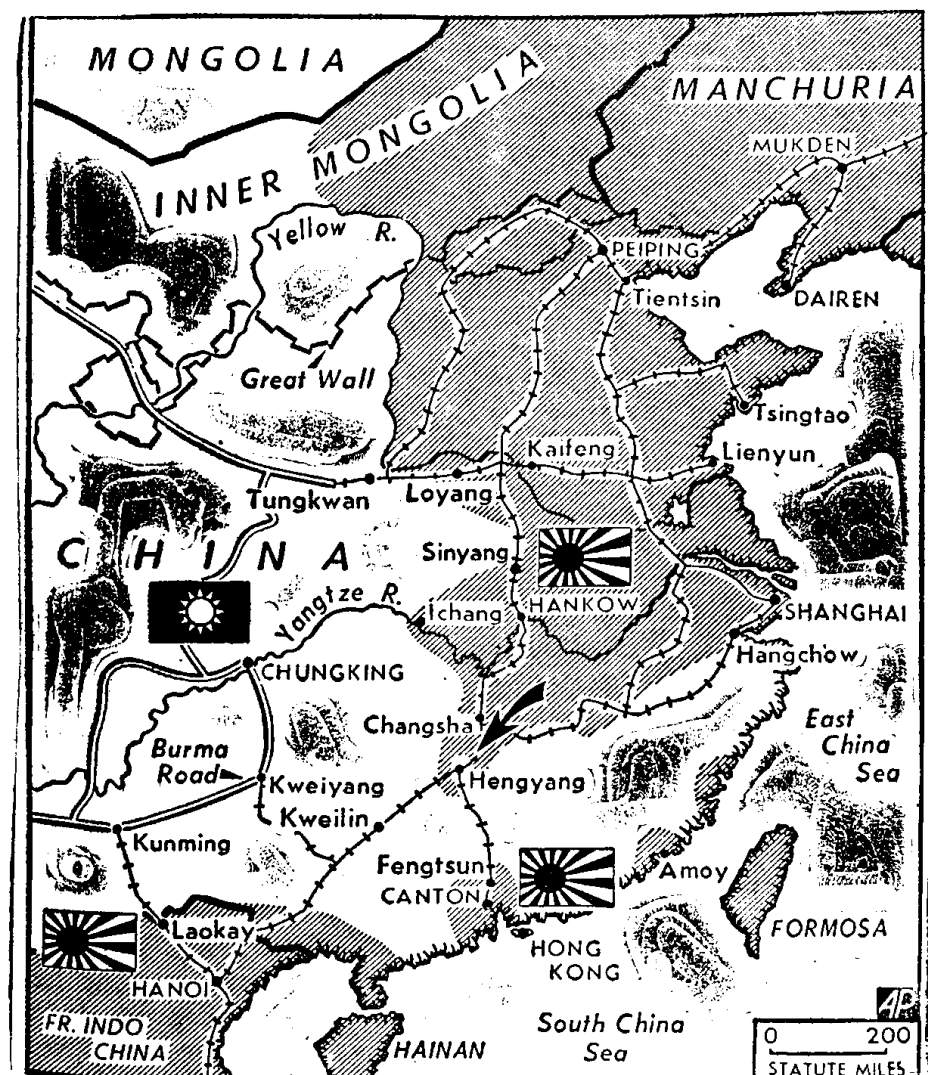 MONGOLIA
MANCHURIA
INNER MONGOLIA
MUKDEN
Yellow R.
PEIPING
Tientsin
DAIREN
Great Wall
Tsingtao
Kaifeng
Lienyun
Tungkwan
Loyang
CHINA
Sinyang
Yangtze R.
Ichang
HANKOW
SHANGHAI
CHUNGKING
Hangchow
Changsha
East
China
Sea
Burma
Road
Kweiyang
Hengyang
Kweilin
Kunming
Fengtsun
Amoy
CANTON
Laokay
FORMOSA
HONG
KONG
HANOI
AP
FR. INDO
CHINA
HAINAN
South China
Sea
0 200
STATUTE MILES